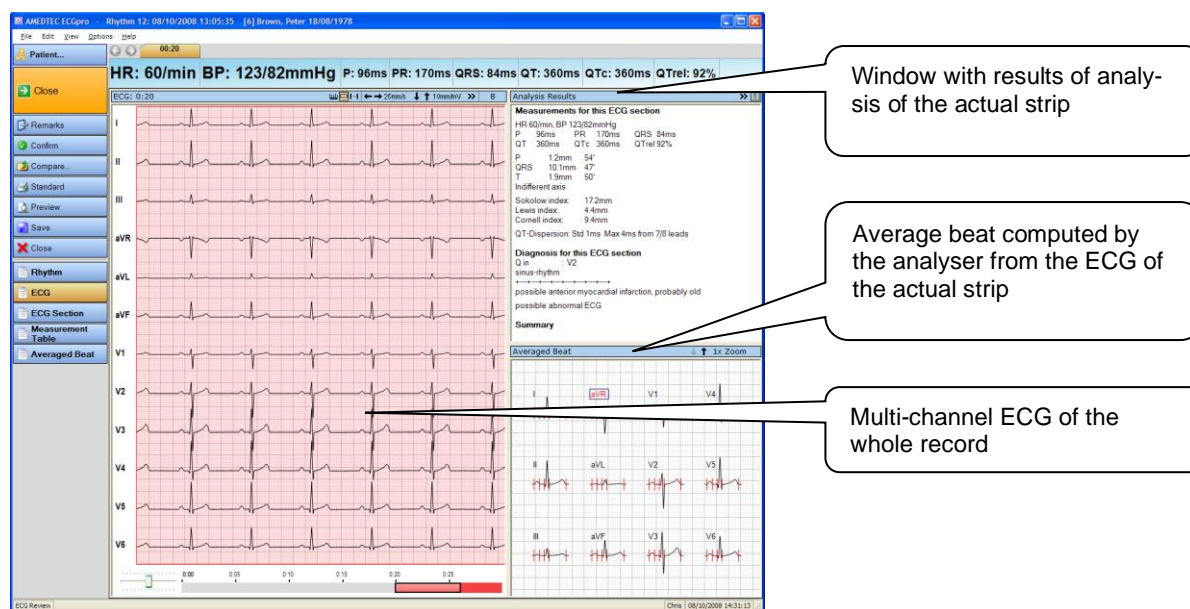 AMEDTEC ECGpro - Rhythm 12: 08/10/2008 13:05:35 [6] Brown, Peter 18/08/1978
File Edit View Options Help
Patient...
00:20
HR: 60/min BP: 123/82mmHg P: 96ms PR: 170ms QRS: 84ms QT: 360ms QTc: 360ms QTrel: 92%
Close
Remarks
Confirm
Compare...
Standard
Preview
Save
Close
Rhythm
ECG
ECG Section
Measurement
Table
Averaged Beat
ECG: 0:20
25mm/s
10mm/mV
B
I
II
III
aVR
aVL
aVF
V1
V2
V3
V4
V5
V6
0:00 0:05 0:10 0:15 0:20 0:25
Analysis Results
Measurements for this ECG section
HR 60/min, BP 123/82mmHg
P 96ms PR 170ms QRS 84ms
QT 360ms QTc 360ms QTrel 92%
P 1.2mm 54°
QRS 10.1mm 47°
T 1.9mm 50°
Indifferent axis
Sokolow index: 17.2mm
Lewis index: 4.4mm
Cornell index: 9.4mm
QT-Dispersion: Std 1ms Max 4ms from 7/8 leads
Diagnosis for this ECG section
Q in : V2
sinus-rhythm
possible anterior myocardial infarction, probably old
possible abnormal ECG
Summary
Averaged Beat
1x Zoom
I aVR V1 V4
II aVL V2 V5
III aVF V3 V6
ECG Review
Chris 08/10/2008 14:31:13
Window with results of analy-
sis of the actual strip
Average beat computed by
the analyser from the ECG of
the actual strip
Multi-channel ECG of the
whole record